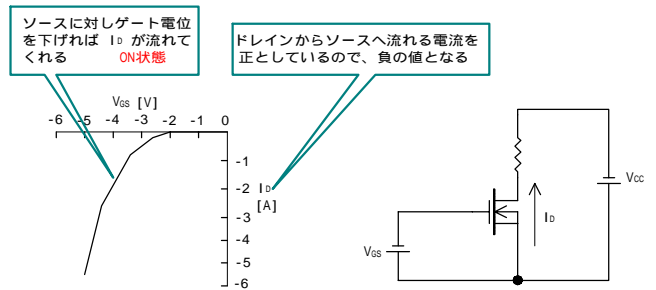 ソースに対しゲート電位
を下げれば ID が流れて
くれる ON状態
ドレインからソースへ流れる電流を
正としているので、負の値となる
VGS [V]
-6 -5 -4 -3 -2 -1 0
-1
-2
-3
-4
-5
-6
ID
[A]
VCC
ID
VGS